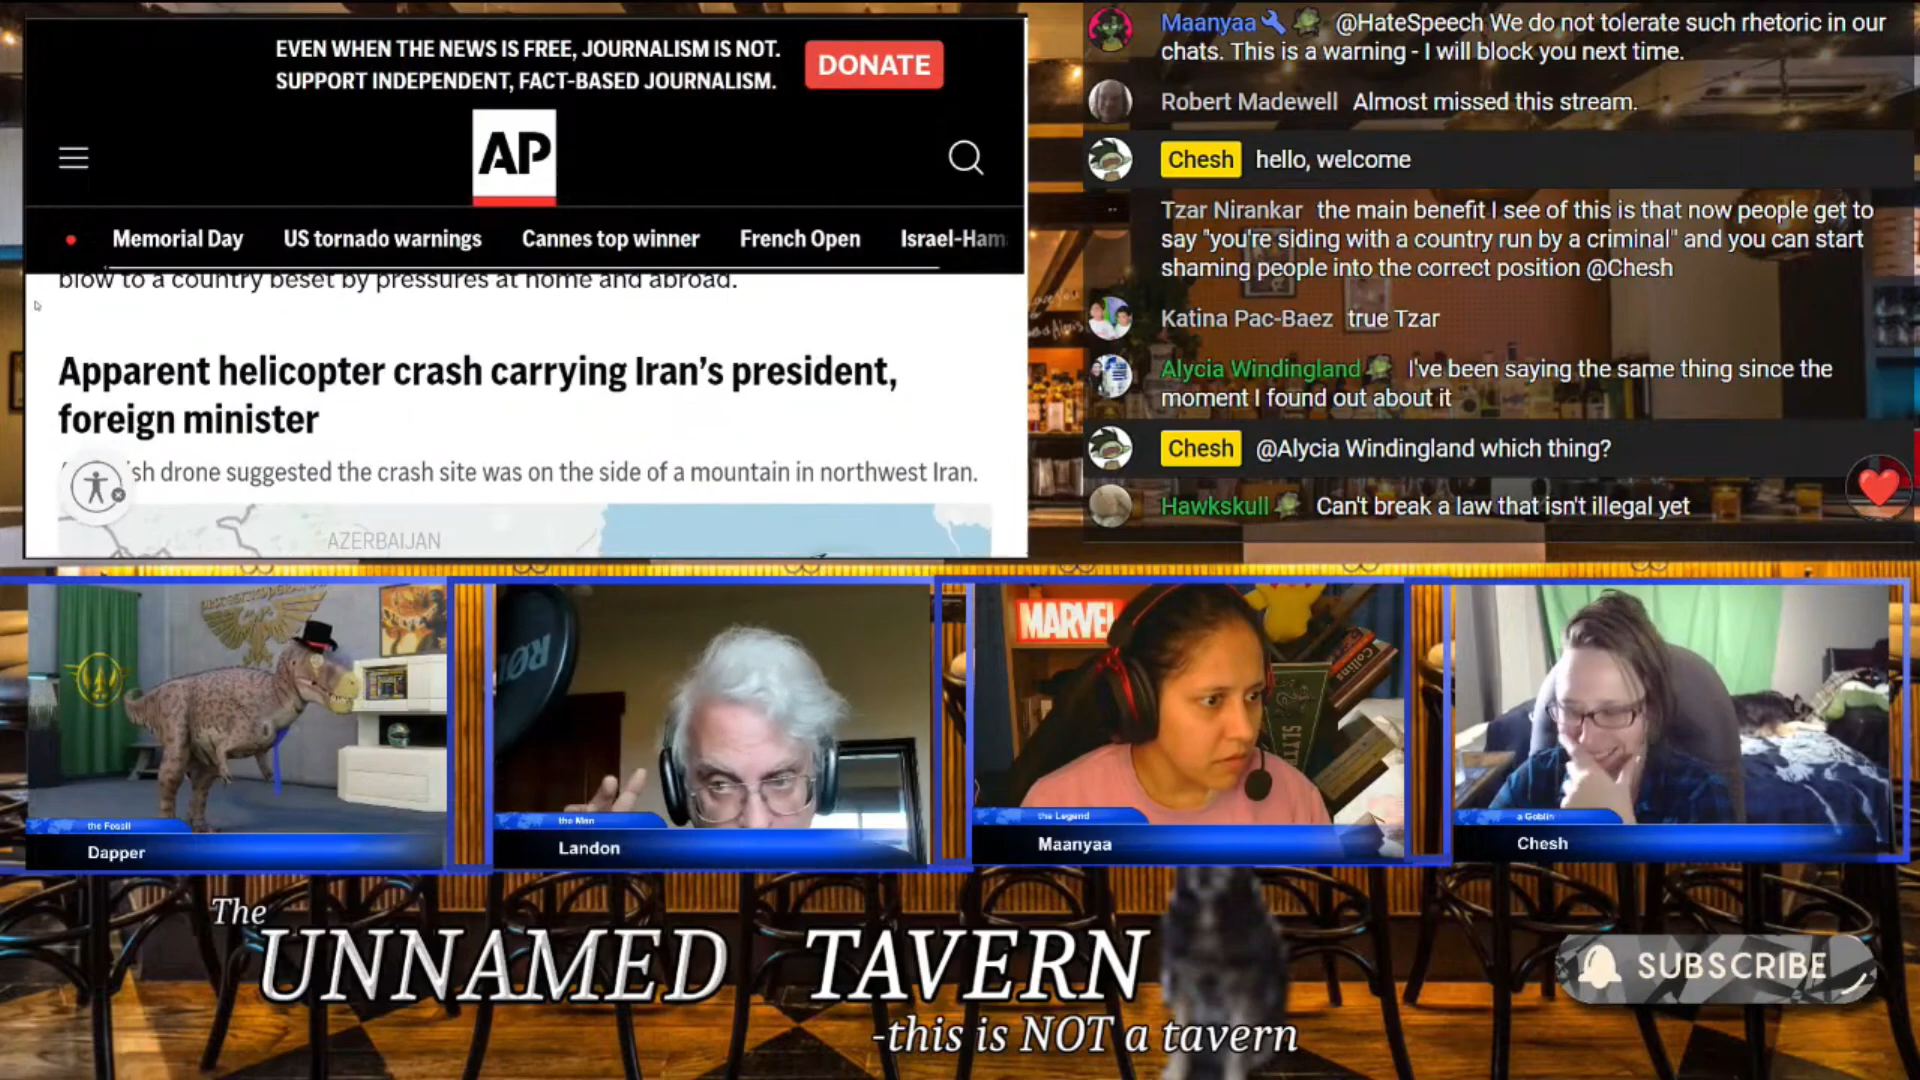 EVEN WHEN THE NEWS IS FREE, JOURNALISM IS NOT.
SUPPORT INDEPENDENT, FACT-BASED JOURNALISM.
DONATE
AP
Memorial Day
US tornado warnings
Cannes top winner
French Open
Israel-Ham
blow to a country beset by pressures at home and abroad.
Apparent helicopter crash carrying Iran's president,
foreign minister
sh drone suggested the crash site was on the side of a mountain in northwest Iran.
AZERBAIJAN
Maanyaa @HateSpeech We do not tolerate such rhetoric in our
chats. This is a warning - I will block you next time.
Robert Madewell Almost missed this stream.
Chesh hello, welcome
Tzar Nirankar the main benefit I see of this is that now people get to
say "you're siding with a country run by a criminal" and you can start
shaming people into the correct position @Chesh
Katina Pac-Baez true Tzar
Alycia Windingland I've been saying the same thing since the
moment I found out about it
Chesh @Alycia Windingland which thing?
Hawkskull Can't break a law that isn't illegal yet
the Fossil
Dapper
RØ
the Man
Landon
MARVEL
Collins
SLYTH
the Legend
Maanyaa
a Goblin
Chesh
The
UNNAMED TAVERN
-this is NOT a tavern
SUBSCRIBE